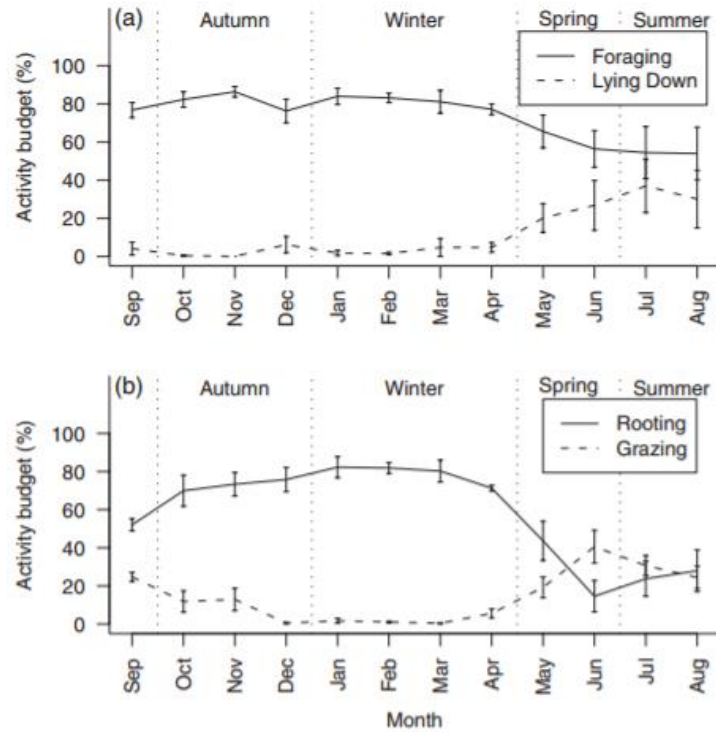 (a) Autumn Winter Spring Summer
Foraging
Lying Down
Activity budget (%)
100
80
60
40
20
0
Sep Oct Nov Dec Jan Feb Mar Apr May Jun Jul Aug
(b) Autumn Winter Spring Summer
Rooting
Grazing
Activity budget (%)
100
80
60
40
20
0
Sep Oct Nov Dec Jan Feb Mar Apr May Jun Jul Aug
Month